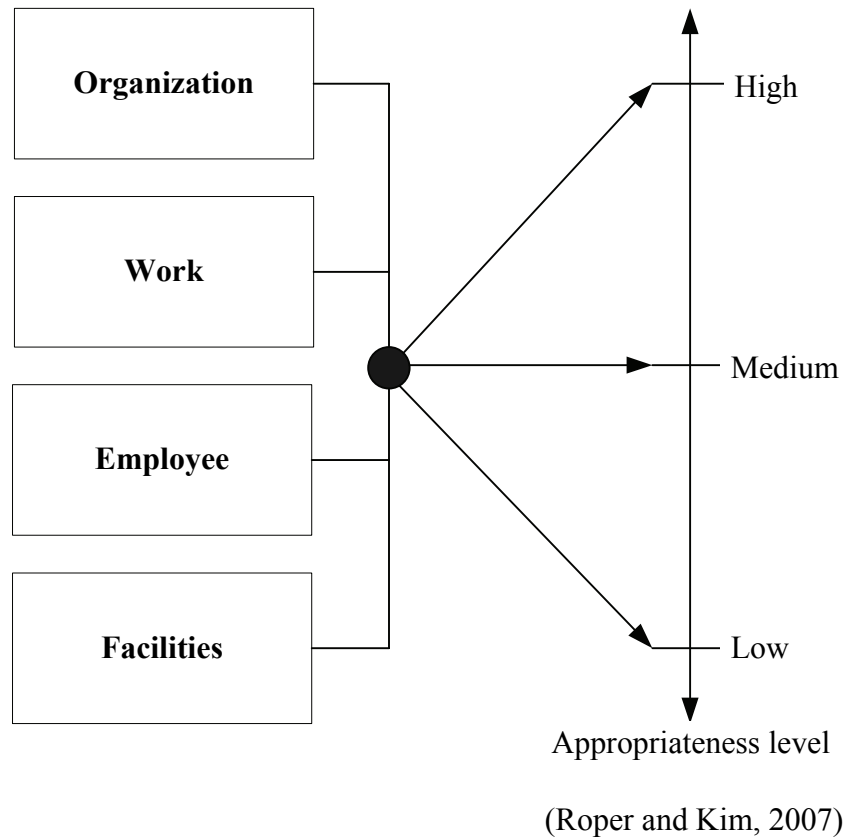 Organization
High
Work
Medium
Employee
Facilities
Low
Appropriateness level
(Roper and Kim, 2007)